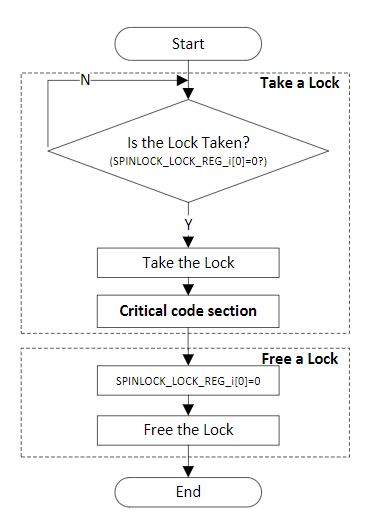 Start
N
Take a Lock
Is the Lock Taken?
(SPINLOCK_LOCK_REG_i[0]=0?)
Y
Take the Lock
Critical code section
Free a Lock
SPINLOCK_LOCK_REG_i[0]=0
Free the Lock
End